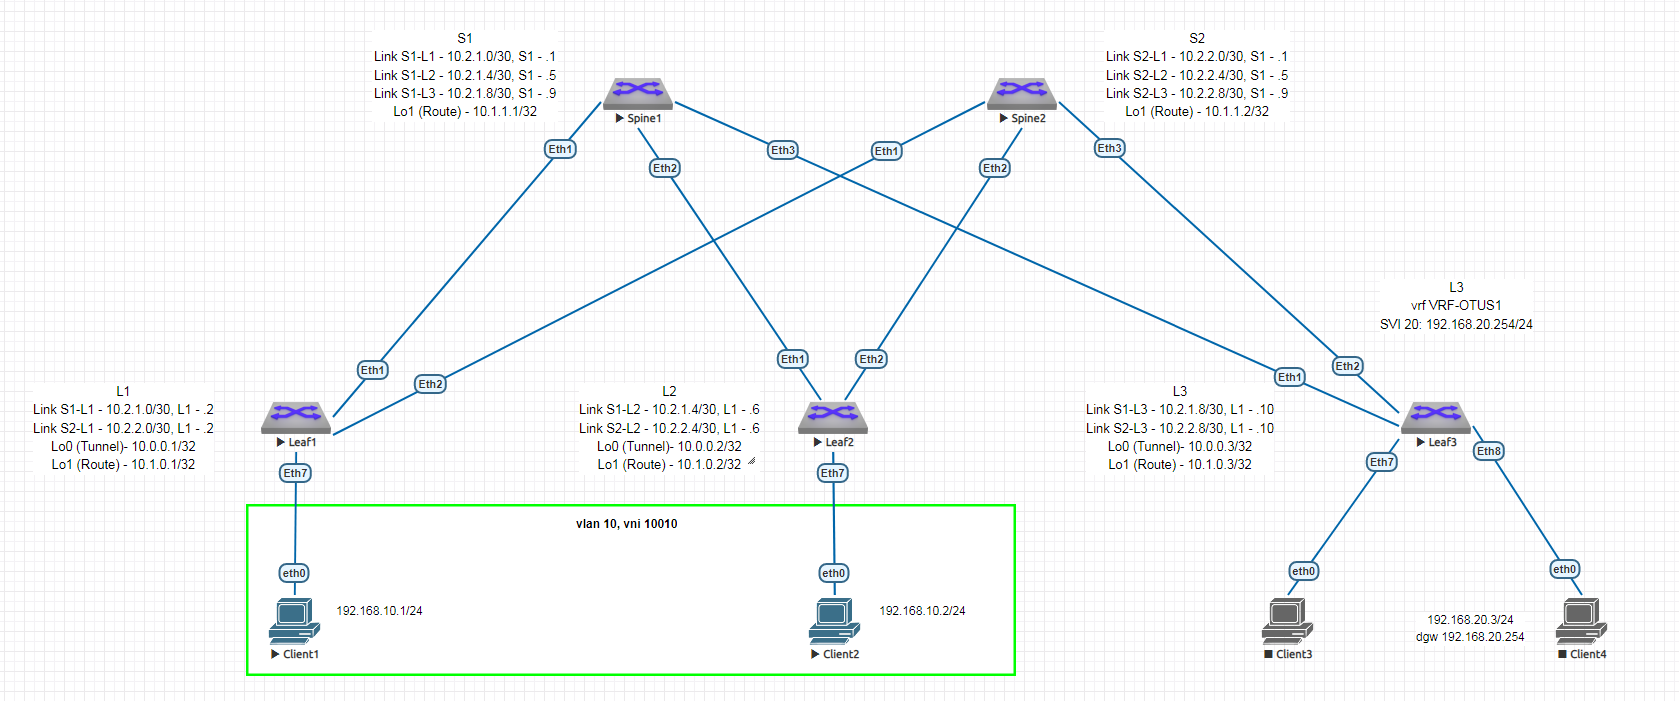 S1
Link S1-L1 - 10.2.1.0/30, S1 - .1
Link S1-L2 - 10.2.1.4/30, S1 - .5
Link S1-L3 - 10.2.1.8/30, S1 - .9
Lo1 (Route) - 10.1.1.1/32
S2
Link S2-L1 - 10.2.2.0/30, S1 - .1
Link S2-L2 - 10.2.2.4/30, S1 - .5
Link S2-L3 - 10.2.2.8/30, S1 - .9
Lo1 (Route) - 10.1.1.2/32
Spine1
Spine2
Eth1
Eth2
Eth3
Eth1
Eth2
Eth3
L3
vrf VRF-OTUS1
SVI 20: 192.168.20.254/24
Eth1
Eth2
Eth1
Eth2
Eth1
Eth2
L1
Link S1-L1 - 10.2.1.0/30, L1 - .2
Link S2-L1 - 10.2.2.0/30, L1 - .2
Lo0 (Tunnel)- 10.0.0.1/32
Lo1 (Route) - 10.1.0.1/32
Leaf1
L2
Link S1-L2 - 10.2.1.4/30, L1 - .6
Link S2-L2 - 10.2.2.4/30, L1 - .6
Lo0 (Tunnel)- 10.0.0.2/32
Lo1 (Route) - 10.1.0.2/32
Leaf2
L3
Link S1-L3 - 10.2.1.8/30, L1 - .10
Link S2-L3 - 10.2.2.8/30, L1 - .10
Lo0 (Tunnel)- 10.0.0.3/32
Lo1 (Route) - 10.1.0.3/32
Leaf3
Eth7
Eth7
Eth7
Eth8
vlan 10, vni 10010
eth0
eth0
eth0
eth0
192.168.10.1/24
192.168.10.2/24
192.168.20.3/24
dgw 192.168.20.254
Client1
Client2
Client3
Client4